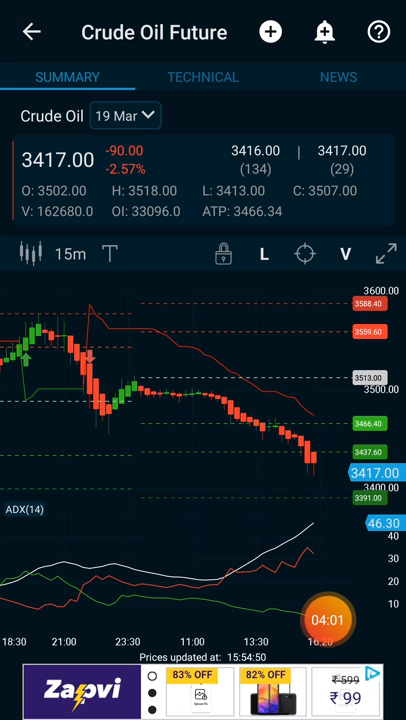 Crude Oil Future
SUMMARY TECHNICAL NEWS
Crude Oil 19 Mar
3417.00 -90.00 3416.00 | 3417.00
-2.57% (134) (29)
O: 3502.00 H: 3518.00 L: 3413.00 C: 3507.00
V: 162680.0 OI: 33096.0 ATP: 3466.34
15m T L V
3600.00
3588.40
3559.60
3513.00
3500.00
3466.40
3437.60
3417.00
3400.00
3391.00
ADX(14)
46.30
40
30
20
10
04:01
18:30 21:00 23:30 11:00 13:30 16:20
Prices updated at: 15:54:50
Zapvi
83% OFF
82% OFF
₹ 599
₹ 99